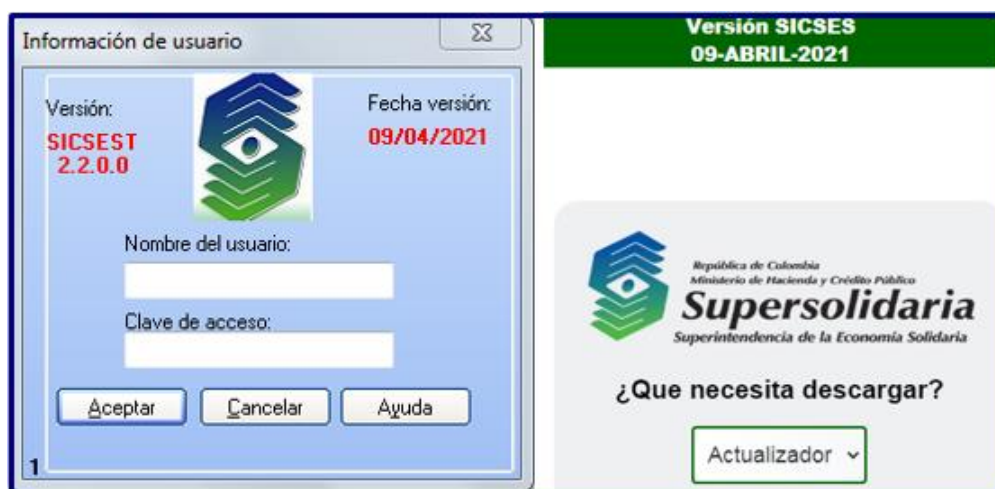 Información de usuario
Versión:
SICSEST
2.2.0.0
Fecha versión:
09/04/2021
Nombre del usuario:
Clave de acceso:
Aceptar
Cancelar
Ayuda
1
Versión SICSES
09-ABRIL-2021
República de Colombia
Ministerio de Hacienda y Crédito Público
Supersolidaria
Superintendencia de la Economía Solidaria
¿Que necesita descargar?
Actualizador